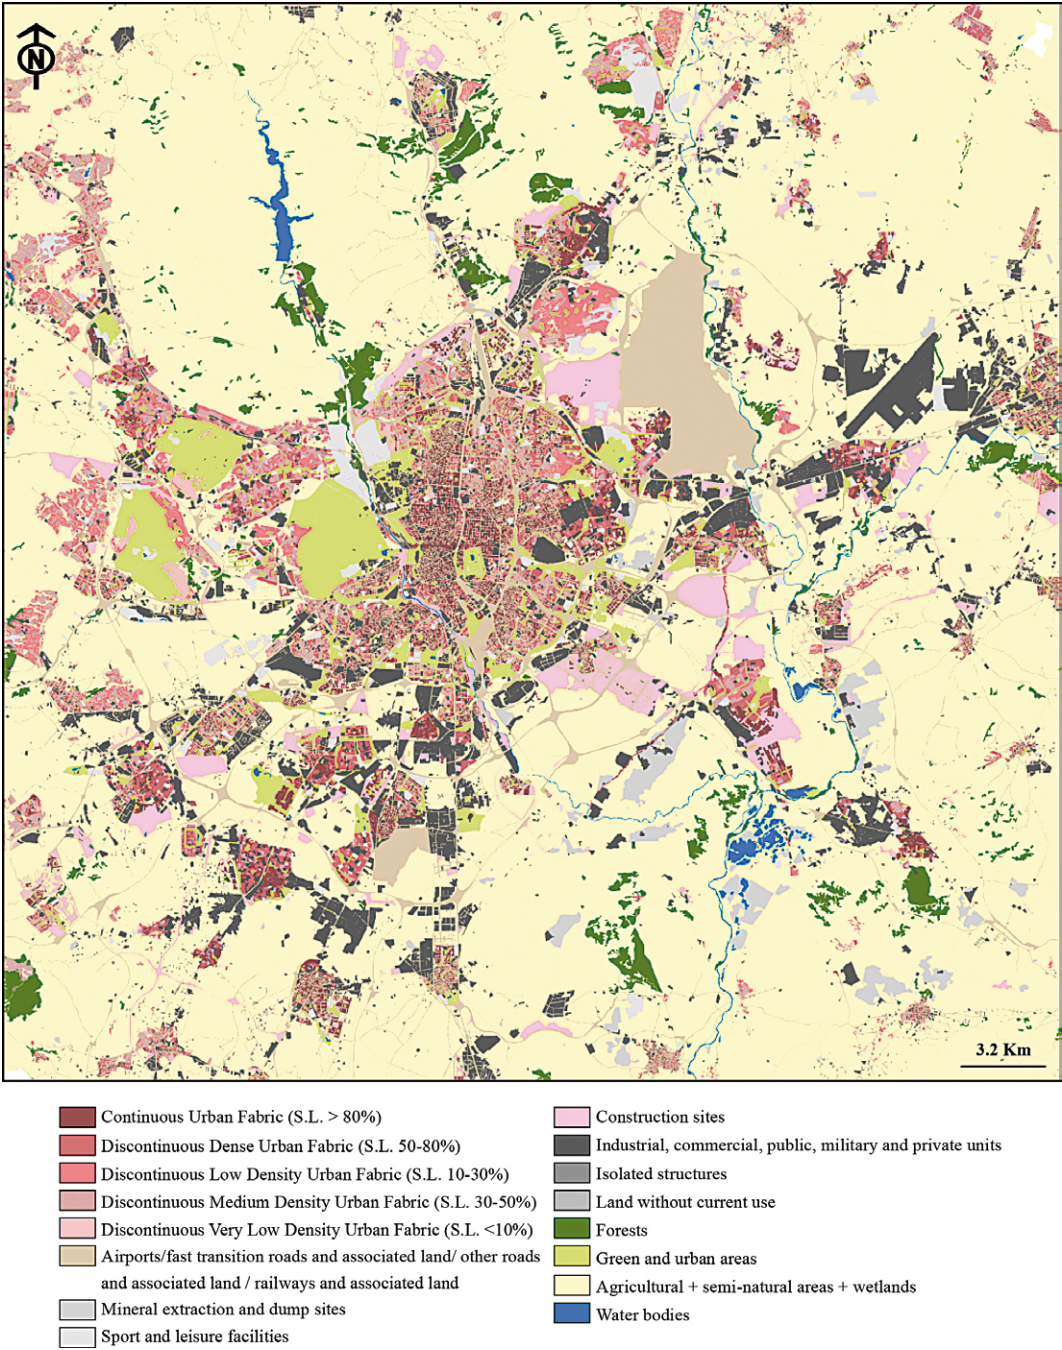 N
3.2 Km
Continuous Urban Fabric (S.L. > 80%)
Discontinuous Dense Urban Fabric (S.L. 50-80%)
Discontinuous Low Density Urban Fabric (S.L. 10-30%)
Discontinuous Medium Density Urban Fabric (S.L. 30-50%)
Discontinuous Very Low Density Urban Fabric (S.L. <10%)
Airports/fast transition roads and associated land/ other roads
and associated land / railways and associated land
Mineral extraction and dump sites
Sport and leisure facilities
Construction sites
Industrial, commercial, public, military and private units
Isolated structures
Land without current use
Forests
Green and urban areas
Agricultural + semi-natural areas + wetlands
Water bodies